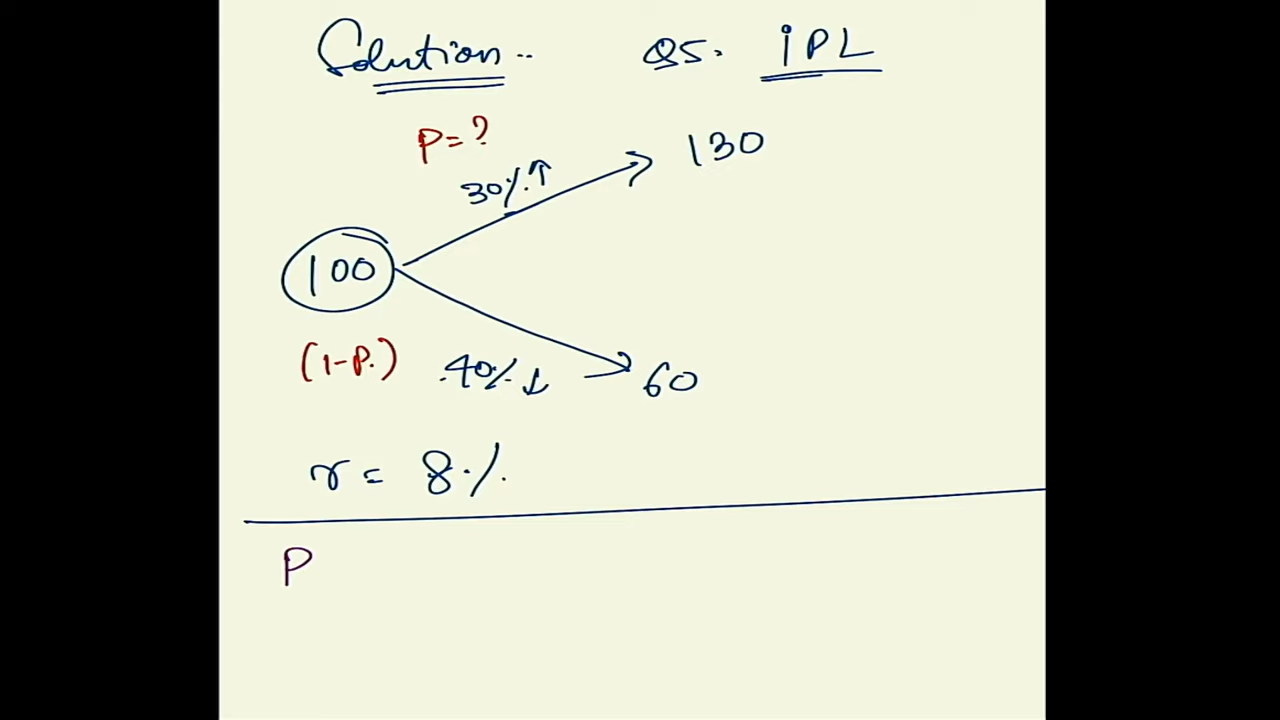 Solution.. Q5. IPL
P=?
30%↑ 130
100
(1-P.) 40%↓ 60
r= 8%
P